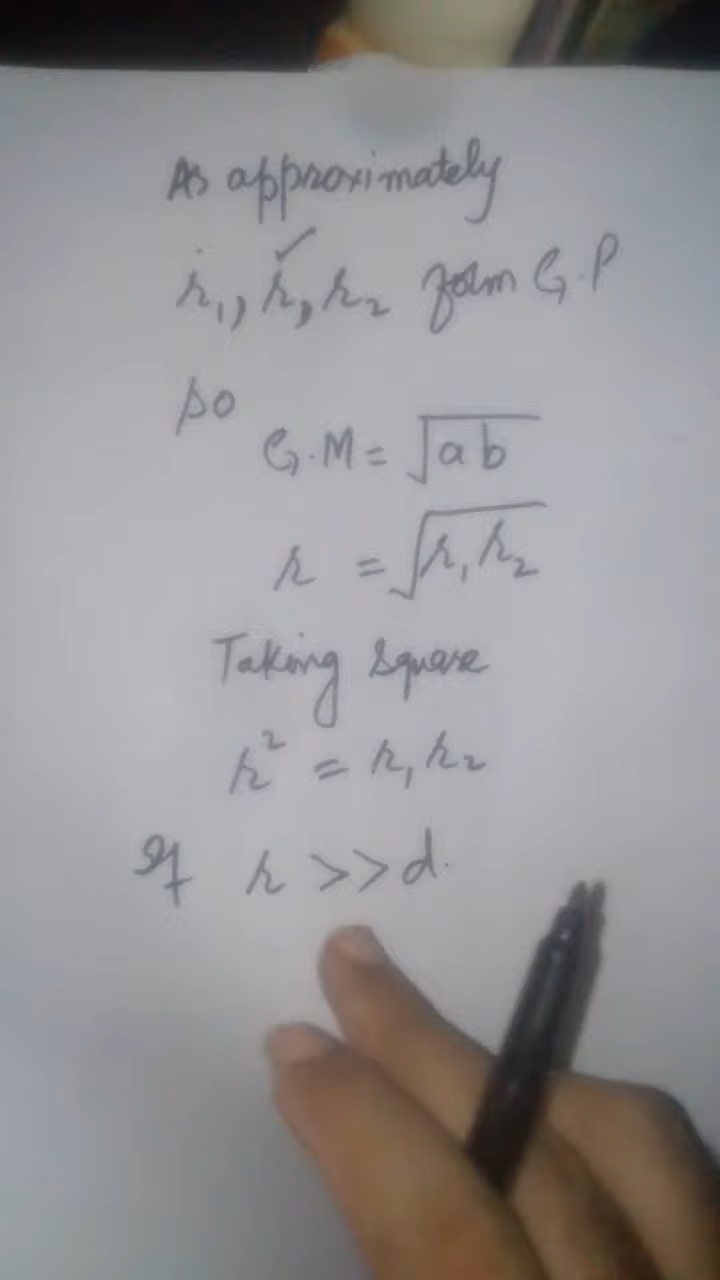 As approximately
r₁, r, r₂ form G.P
so
G.M = √ab
r = √r₁r₂
Taking square
r² = r₁r₂
If r >> d.